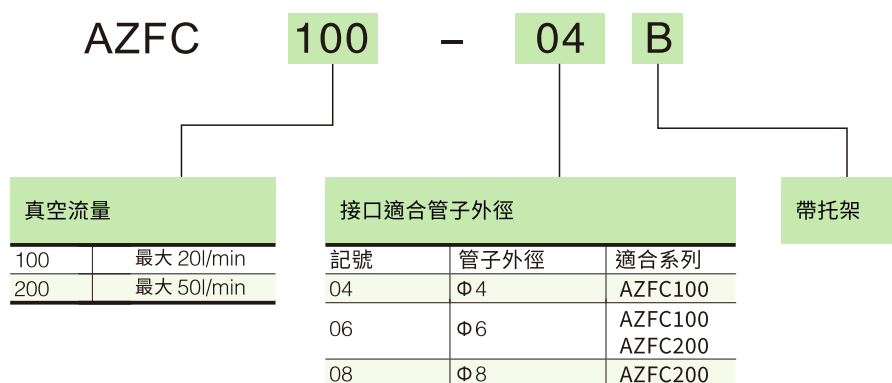 AZFC 100 - 04 B
真空流量
100 最大 20l/min
200 最大 50l/min
接口適合管子外徑
記號 管子外徑 適合系列
04 Φ4 AZFC100
06 Φ6 AZFC100
AZFC200
08 Φ8 AZFC200
帶托架